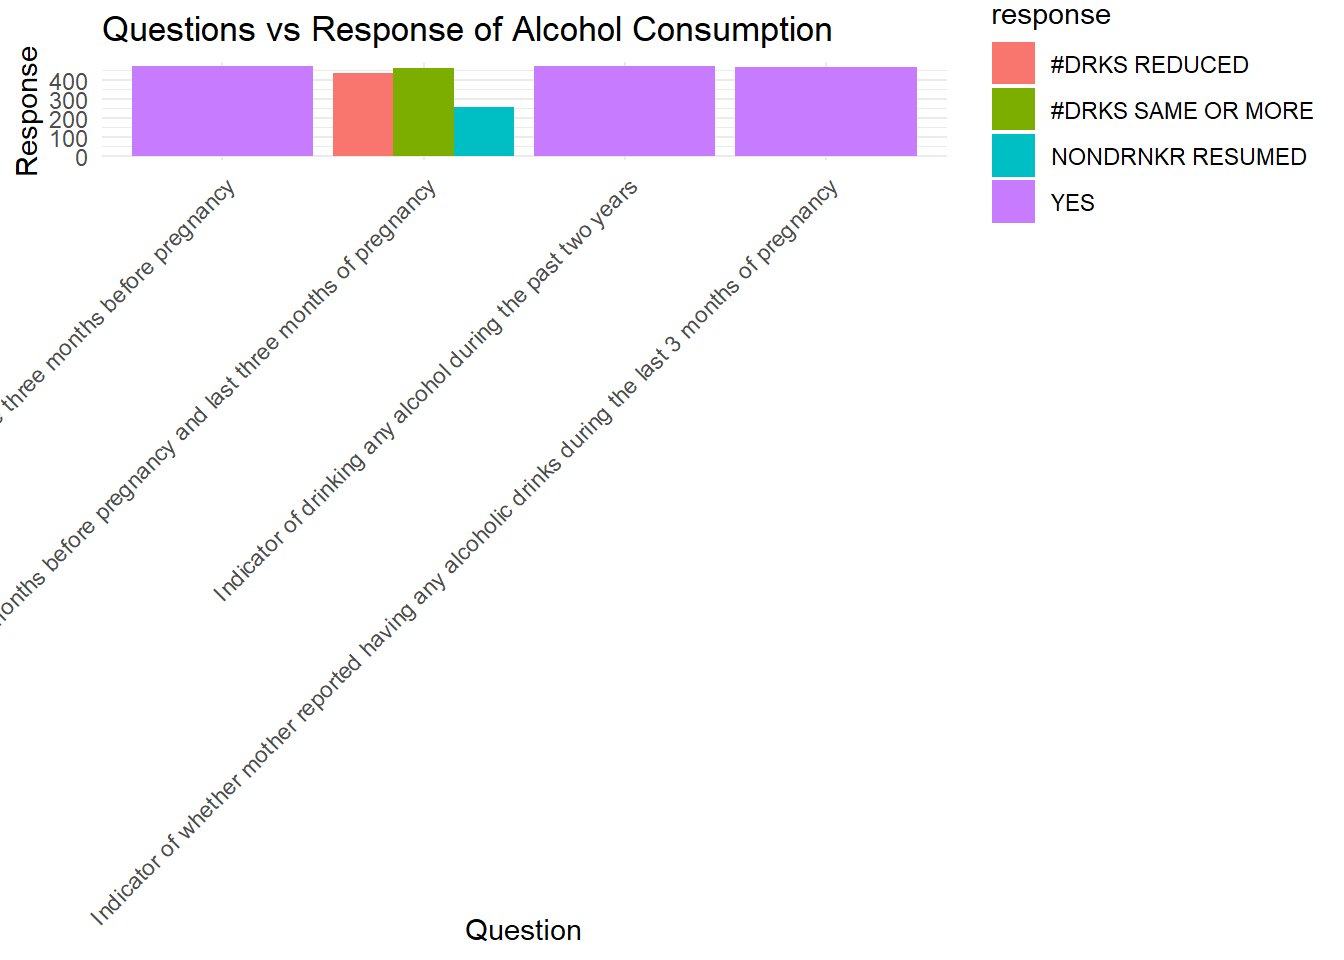 Questions vs Response of Alcohol Consumption
Response
400
300
200
100
0
three months before pregnancy
months before pregnancy and last three months of pregnancy
Indicator of drinking any alcohol during the past two years
Indicator of whether mother reported having any alcoholic drinks during the last 3 months of pregnancy
Question
response
#DRKS REDUCED
#DRKS SAME OR MORE
NONDRNKR RESUMED
YES